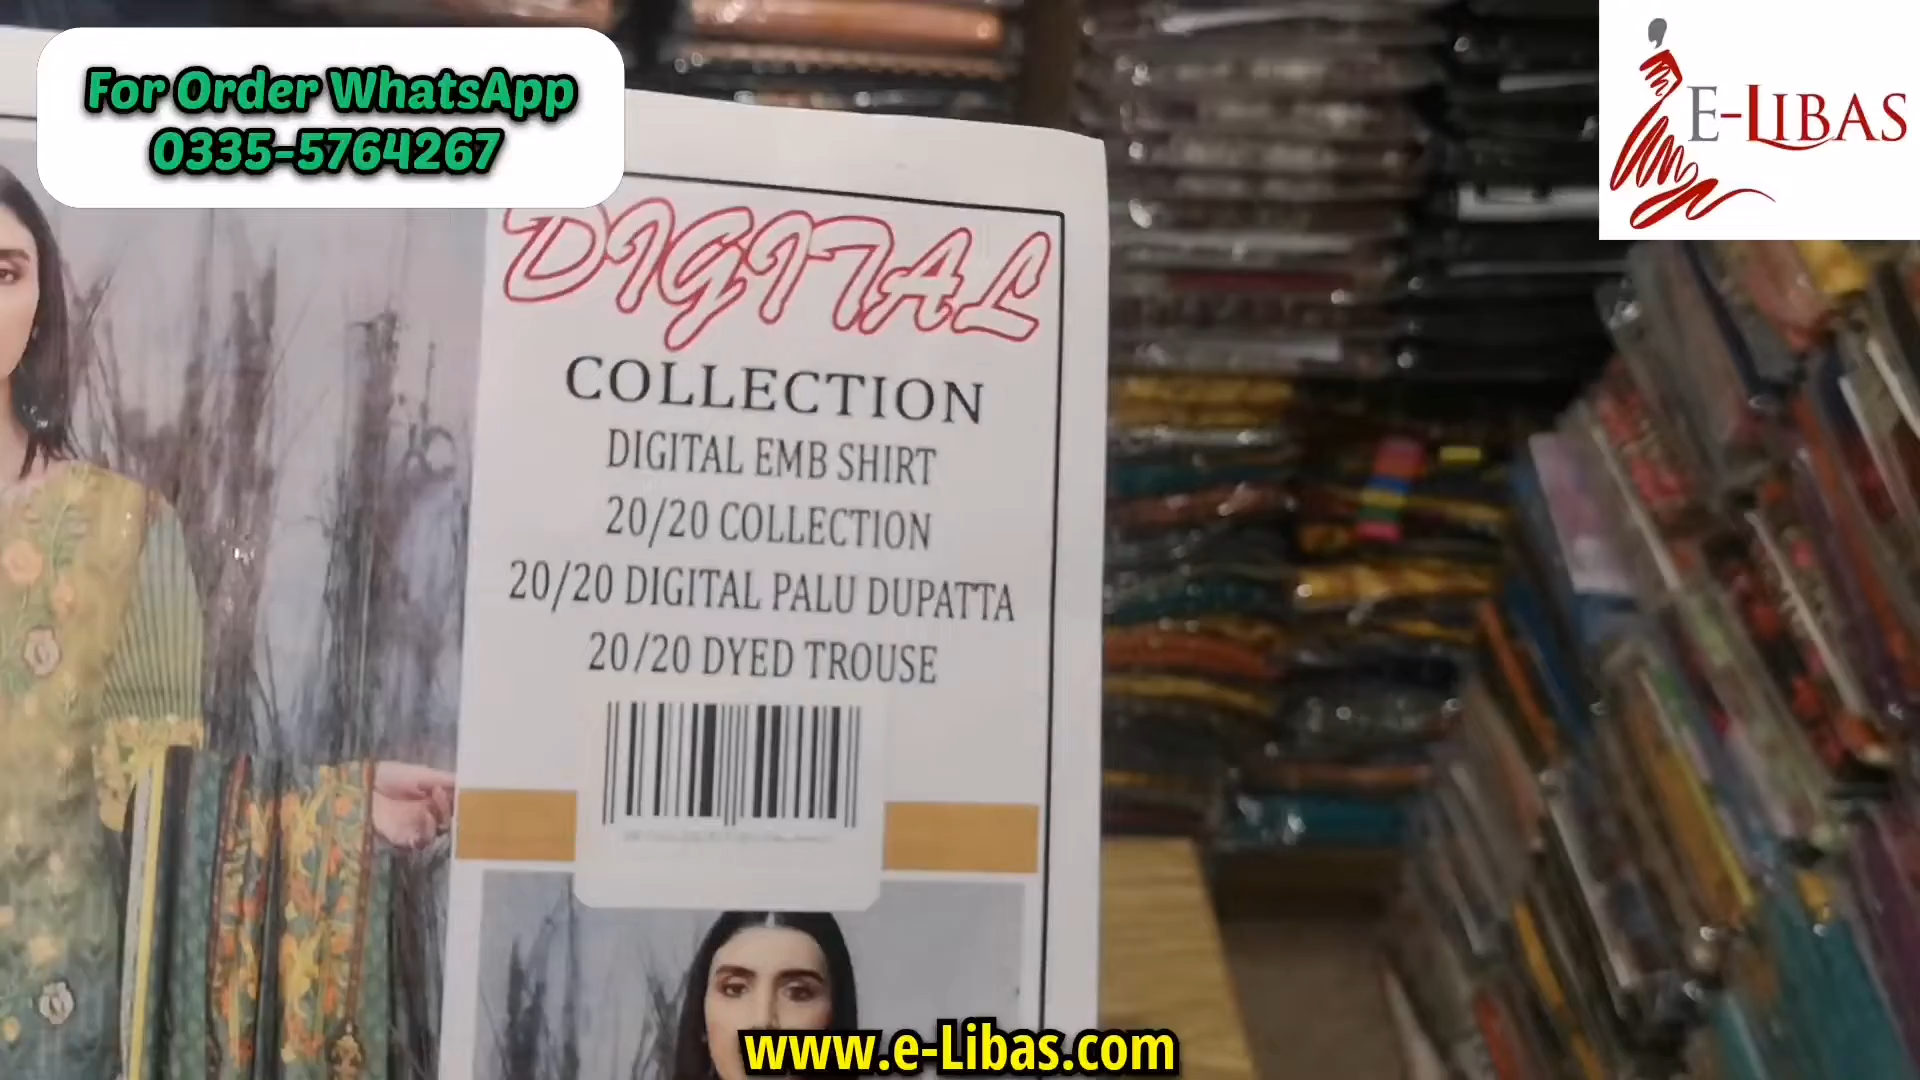 For Order WhatsApp
0335-5764267
E-LIBAS
DIGITAL
COLLECTION
DIGITAL EMB SHIRT
20/20 COLLECTION
20/20 DIGITAL PALU DUPATTA
20/20 DYED TROUSE
www.e-Libas.com